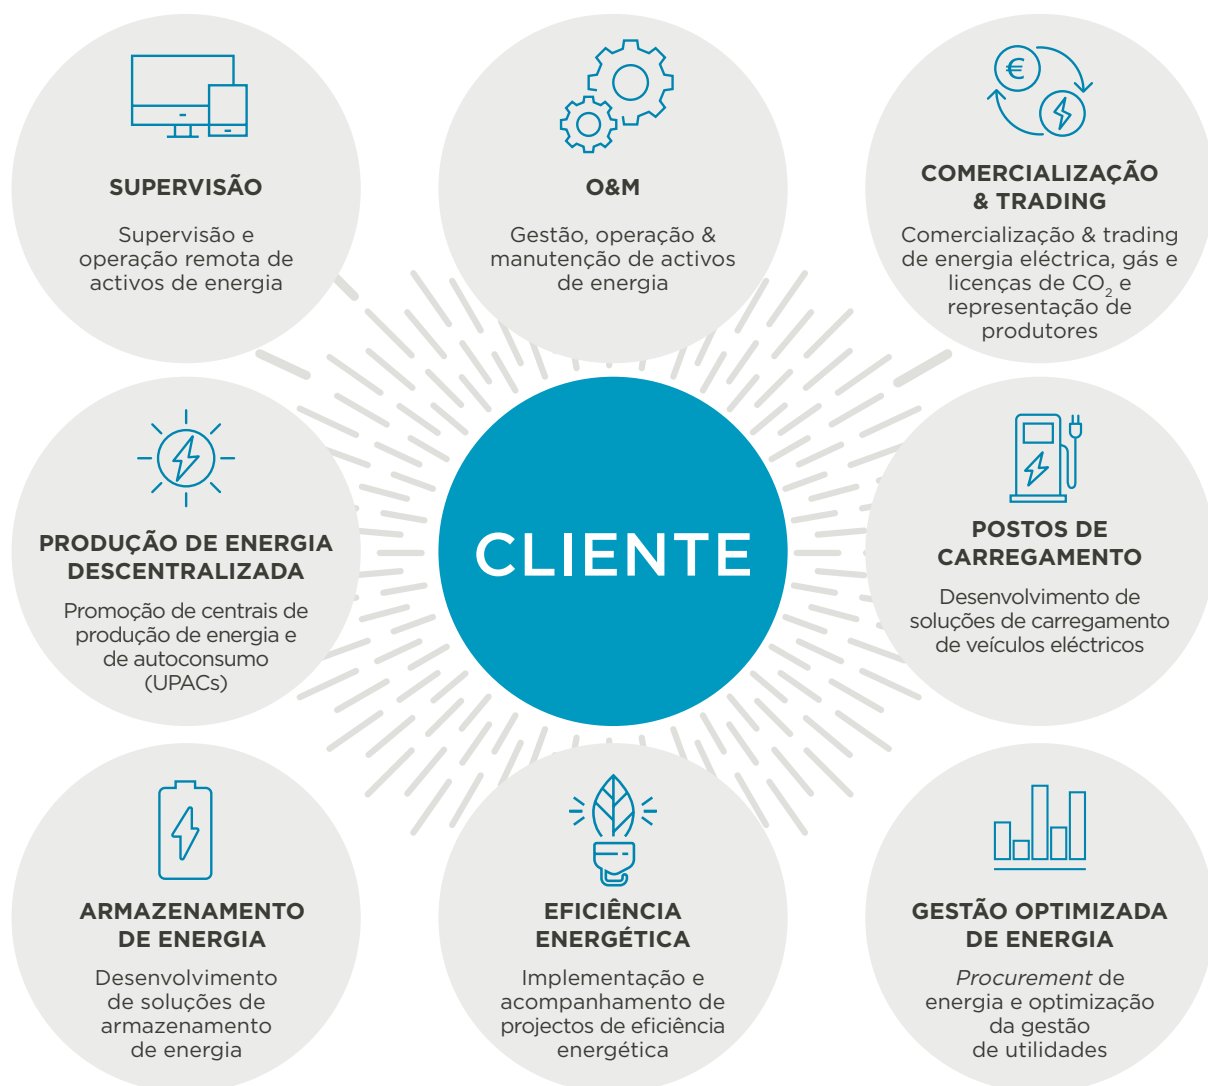 SUPERVISÃO
Supervisão e
operação remota de
activos de energia
O&M
Gestão, operação &
manutenção de activos
de energia
€
COMERCIALIZAÇÃO
& TRADING
Comercialização & trading
de energia eléctrica, gás e
licenças de CO₂ e
representação de
produtores
PRODUÇÃO DE ENERGIA
DESCENTRALIZADA
Promoção de centrais de
produção de energia e
de autoconsumo
(UPACs)
CLIENTE
POSTOS DE
CARREGAMENTO
Desenvolvimento de
soluções de carregamento
de veículos eléctricos
ARMAZENAMENTO
DE ENERGIA
Desenvolvimento
de soluções de
armazenamento
de energia
EFICIÊNCIA
ENERGÉTICA
Implementação e
acompanhamento de
projectos de eficiência
energética
GESTÃO OPTIMIZADA
DE ENERGIA
Procurement de
energia e optimização
da gestão
de utilidades